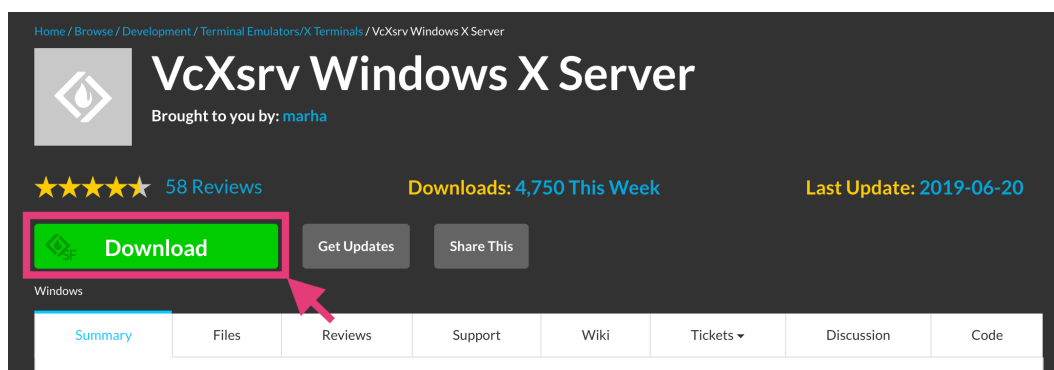 Home / Browse / Development / Terminal Emulators/X Terminals / VcXsrv Windows X Server
VcXsrv Windows X Server
Brought to you by: marha
58 Reviews
Downloads: 4,750 This Week
Last Update: 2019-06-20
SF
Download
Get Updates
Share This
Windows
Summary
Files
Reviews
Support
Wiki
Tickets
Discussion
Code